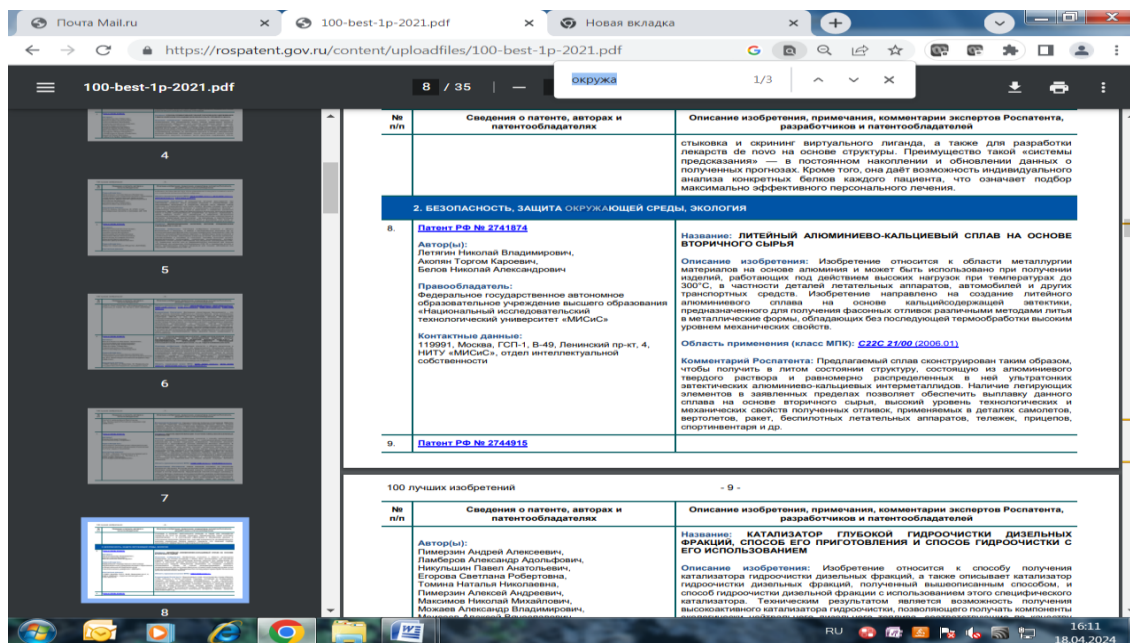 Почта Mail.ru
100-best-1p-2021.pdf
Новая вкладка
https://rospatent.gov.ru/content/uploadfiles/100-best-1p-2021.pdf
окружа
1/3
100-best-1p-2021.pdf
8 / 35
4
5
6
7
8
№ п/п
Сведения о патенте, авторах и патентообладателях
Описание изобретения, примечания, комментарии экспертов Роспатента, разработчиков и патентообладателей
стыковка и скрининг виртуального лиганда, а также для разработки
лекарств de novo на основе структуры. Преимущество такой «системы
предсказания» — в постоянном накоплении и обновлении данных о
полученных прогнозах. Кроме того, она даёт возможность индивидуального
анализа конкретных белков каждого пациента, что означает подбор
максимально эффективного персонального лечения.
2. БЕЗОПАСНОСТЬ, ЗАЩИТА ОКРУЖАЮЩЕЙ СРЕДЫ, ЭКОЛОГИЯ
8.
Патент РФ № 2741874
Автор(ы):
Летягин Николай Владимирович,
Акопян Торгом Кароевич,
Белов Николай Александрович
Правообладатель:
Федеральное государственное автономное
образовательное учреждение высшего образования
«Национальный исследовательский
технологический университет «МИСиС»
Контактные данные:
119991, Москва, ГСП-1, В-49, Ленинский пр-кт, 4,
НИТУ «МИСиС», отдел интеллектуальной
собственности
Название: ЛИТЕЙНЫЙ АЛЮМИНИЕВО-КАЛЬЦИЕВЫЙ СПЛАВ НА ОСНОВЕ
ВТОРИЧНОГО СЫРЬЯ
Описание изобретения: Изобретение относится к области металлургии
материалов на основе алюминия и может быть использовано при получении
изделий, работающих под действием высоких нагрузок при температурах до
300°С, в частности деталей летательных аппаратов, автомобилей и других
транспортных средств. Изобретение направлено на создание литейного
алюминиевого сплава на основе кальцийсодержащей эвтектики,
предназначенного для получения фасонных отливок различными методами литья
в металлические формы, обладающих без последующей термообработки высоким
уровнем механических свойств.
Область применения (класс МПК): C22C 21/00 (2006.01)
Комментарий Роспатента: Предлагаемый сплав сконструирован таким образом,
чтобы получить в литом состоянии структуру, состоящую из алюминиевого
твердого раствора и равномерно распределенных в ней ультратонких
эвтектических алюминиево-кальциевых интерметаллидов. Наличие легирующих
элементов в заявленных пределах позволяет обеспечить выплавку данного
сплава на основе вторичного сырья, высокий уровень технологических и
механических свойств полученных отливок, применяемых в деталях самолетов,
вертолетов, ракет, беспилотных летательных аппаратов, тележек, прицепов,
спортинвентаря и др.
9.
Патент РФ № 2744915
100 лучших изобретений
- 9 -
№ п/п
Сведения о патенте, авторах и патентообладателях
Описание изобретения, примечания, комментарии экспертов Роспатента, разработчиков и патентообладателей
Автор(ы):
Пимерзин Андрей Алексеевич,
Ламберов Александр Адольфович,
Никульшин Павел Анатольевич,
Егорова Светлана Робертовна,
Томина Наталья Николаевна,
Пимерзин Алексей Андреевич,
Максимов Николай Михайлович,
Можаев Александр Владимирович,
Название: КАТАЛИЗАТОР ГЛУБОКОЙ ГИДРООЧИСТКИ ДИЗЕЛЬНЫХ
ФРАКЦИЙ, СПОСОБ ЕГО ПРИГОТОВЛЕНИЯ И СПОСОБ ГИДРООЧИСТКИ С
ЕГО ИСПОЛЬЗОВАНИЕМ
Описание изобретения: Изобретение относится к способу получения
катализатора гидроочистки дизельных фракций, а также описывает катализатор
гидроочистки дизельных фракций, полученный вышеописанным способом, и
способ гидроочистки дизельной фракции с использованием этого специфического
катализатора. Техническим результатом является возможность получения
высокоактивного катализатора гидроочистки, позволяющего получать компоненты
RU
16:11
18.04.2024